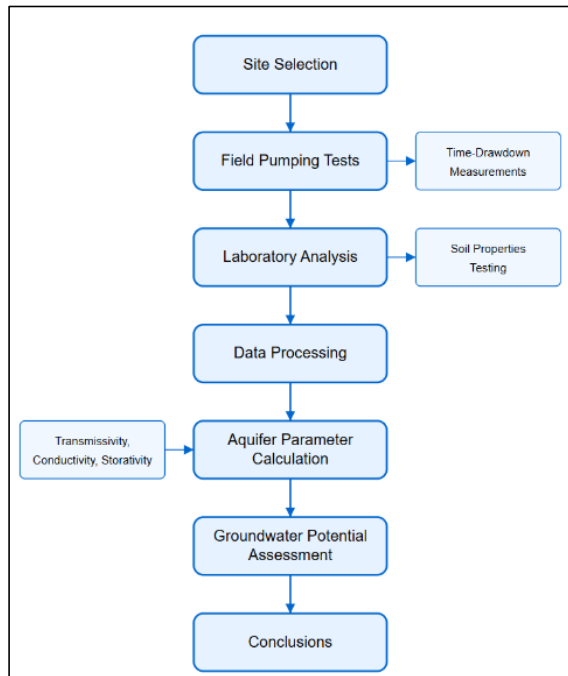 Site Selection
Field Pumping Tests
Time-Drawdown
Measurements
Laboratory Analysis
Soil Properties
Testing
Data Processing
Transmissivity,
Conductivity, Storativity
Aquifer Parameter
Calculation
Groundwater Potential
Assessment
Conclusions